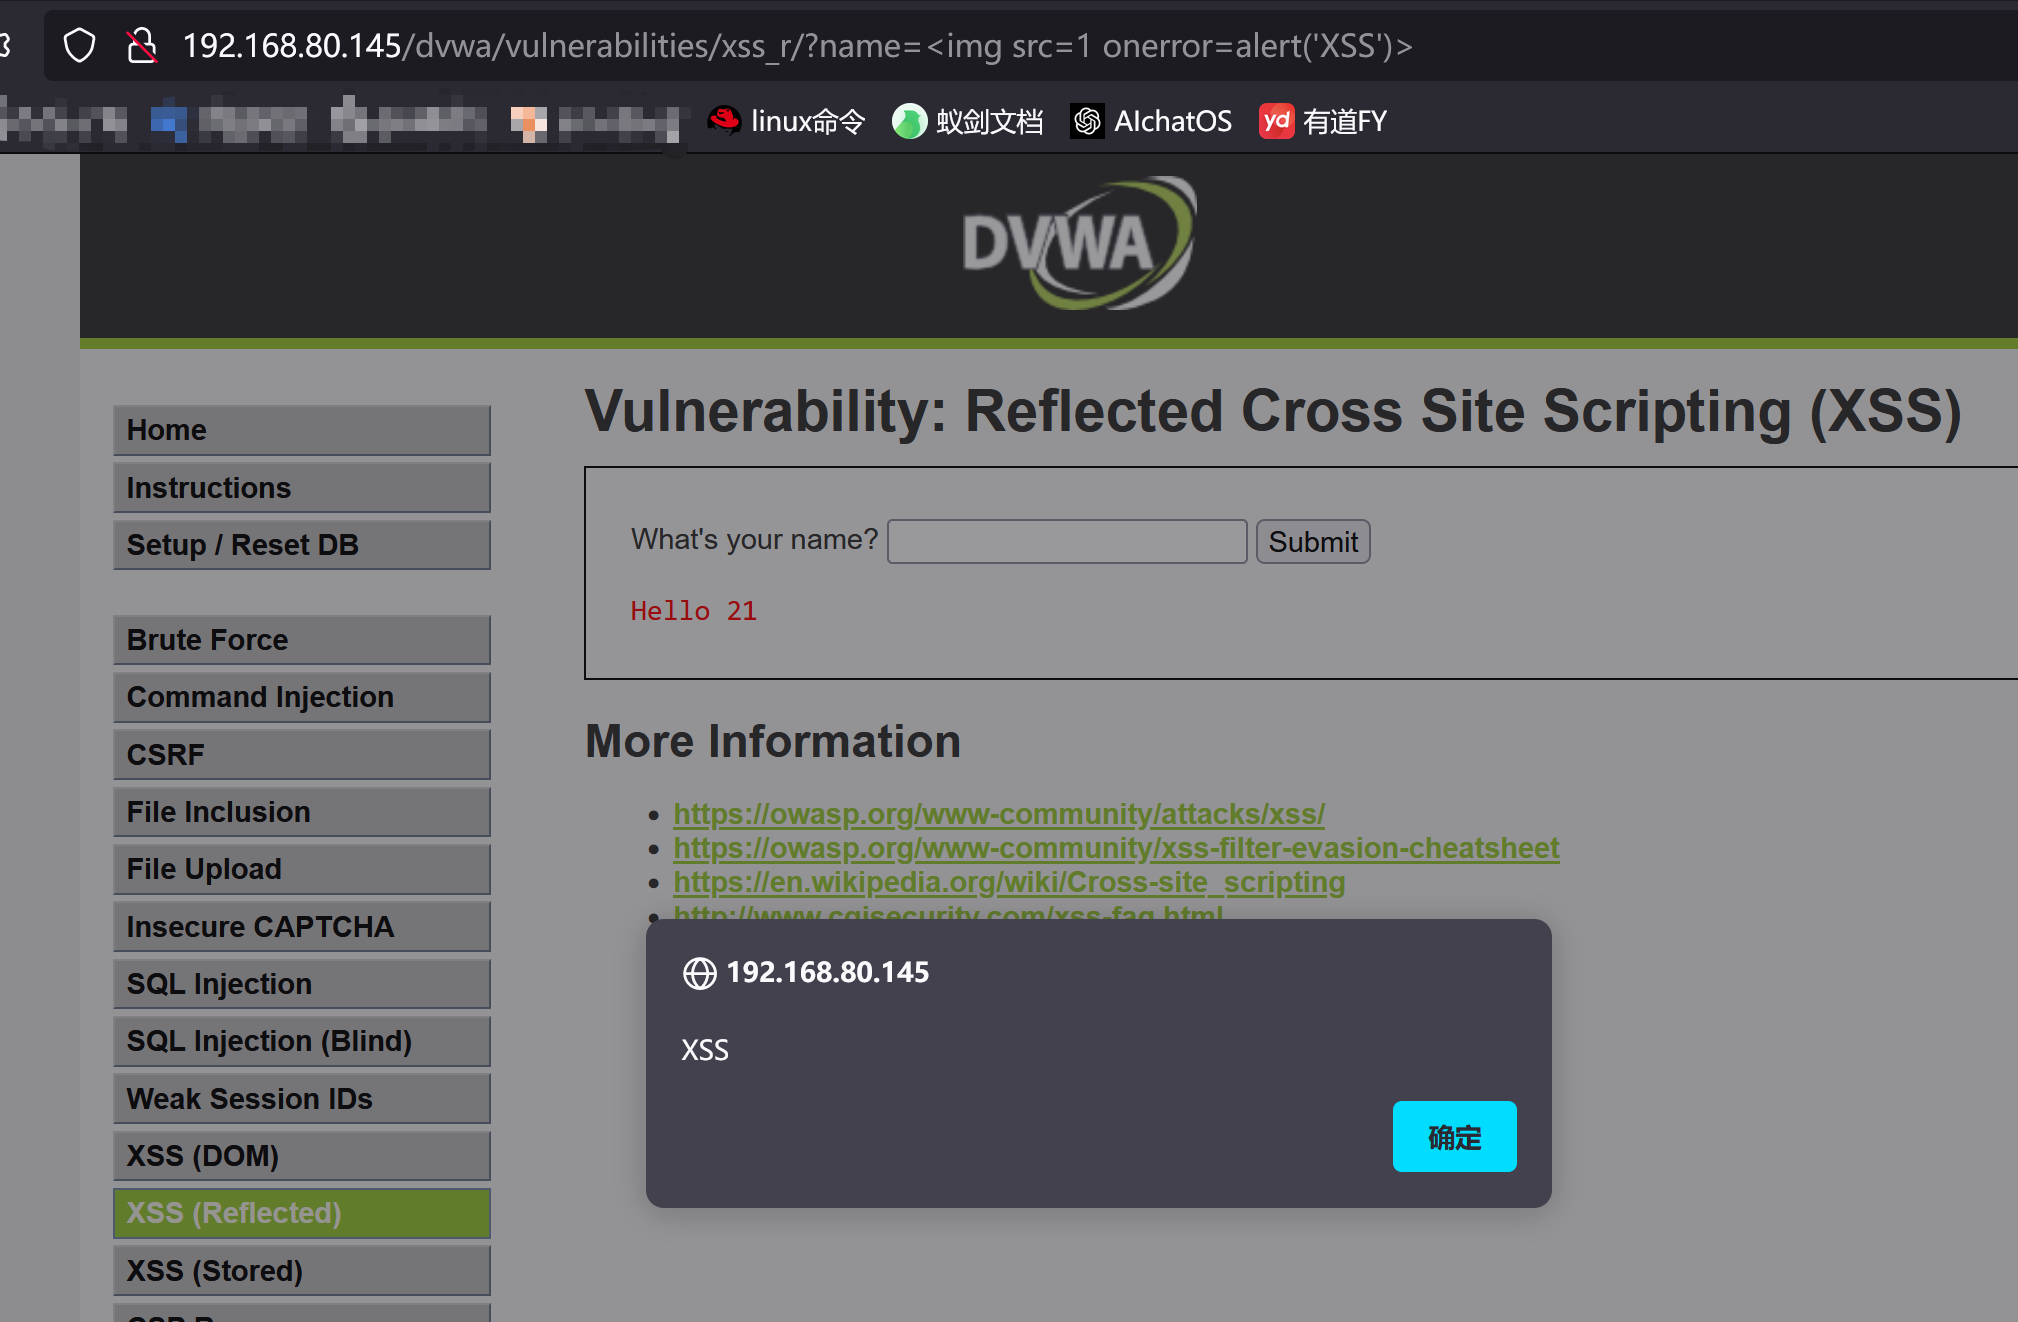 192.168.80.145/dvwa/vulnerabilities/xss_r/?name=<img src=1 onerror=alert('XSS')>
linux命令 蚁剑文档 AIchatOS yd 有道FY
DVWA
Vulnerability: Reflected Cross Site Scripting (XSS)
What's your name? Submit
Hello 21
More Information
https://owasp.org/www-community/attacks/xss/
https://owasp.org/www-community/xss-filter-evasion-cheatsheet
https://en.wikipedia.org/wiki/Cross-site_scripting
http://www.cgisecurity.com/xss-faq.html
192.168.80.145
XSS
确定
Home
Instructions
Setup / Reset DB
Brute Force
Command Injection
CSRF
File Inclusion
File Upload
Insecure CAPTCHA
SQL Injection
SQL Injection (Blind)
Weak Session IDs
XSS (DOM)
XSS (Reflected)
XSS (Stored)